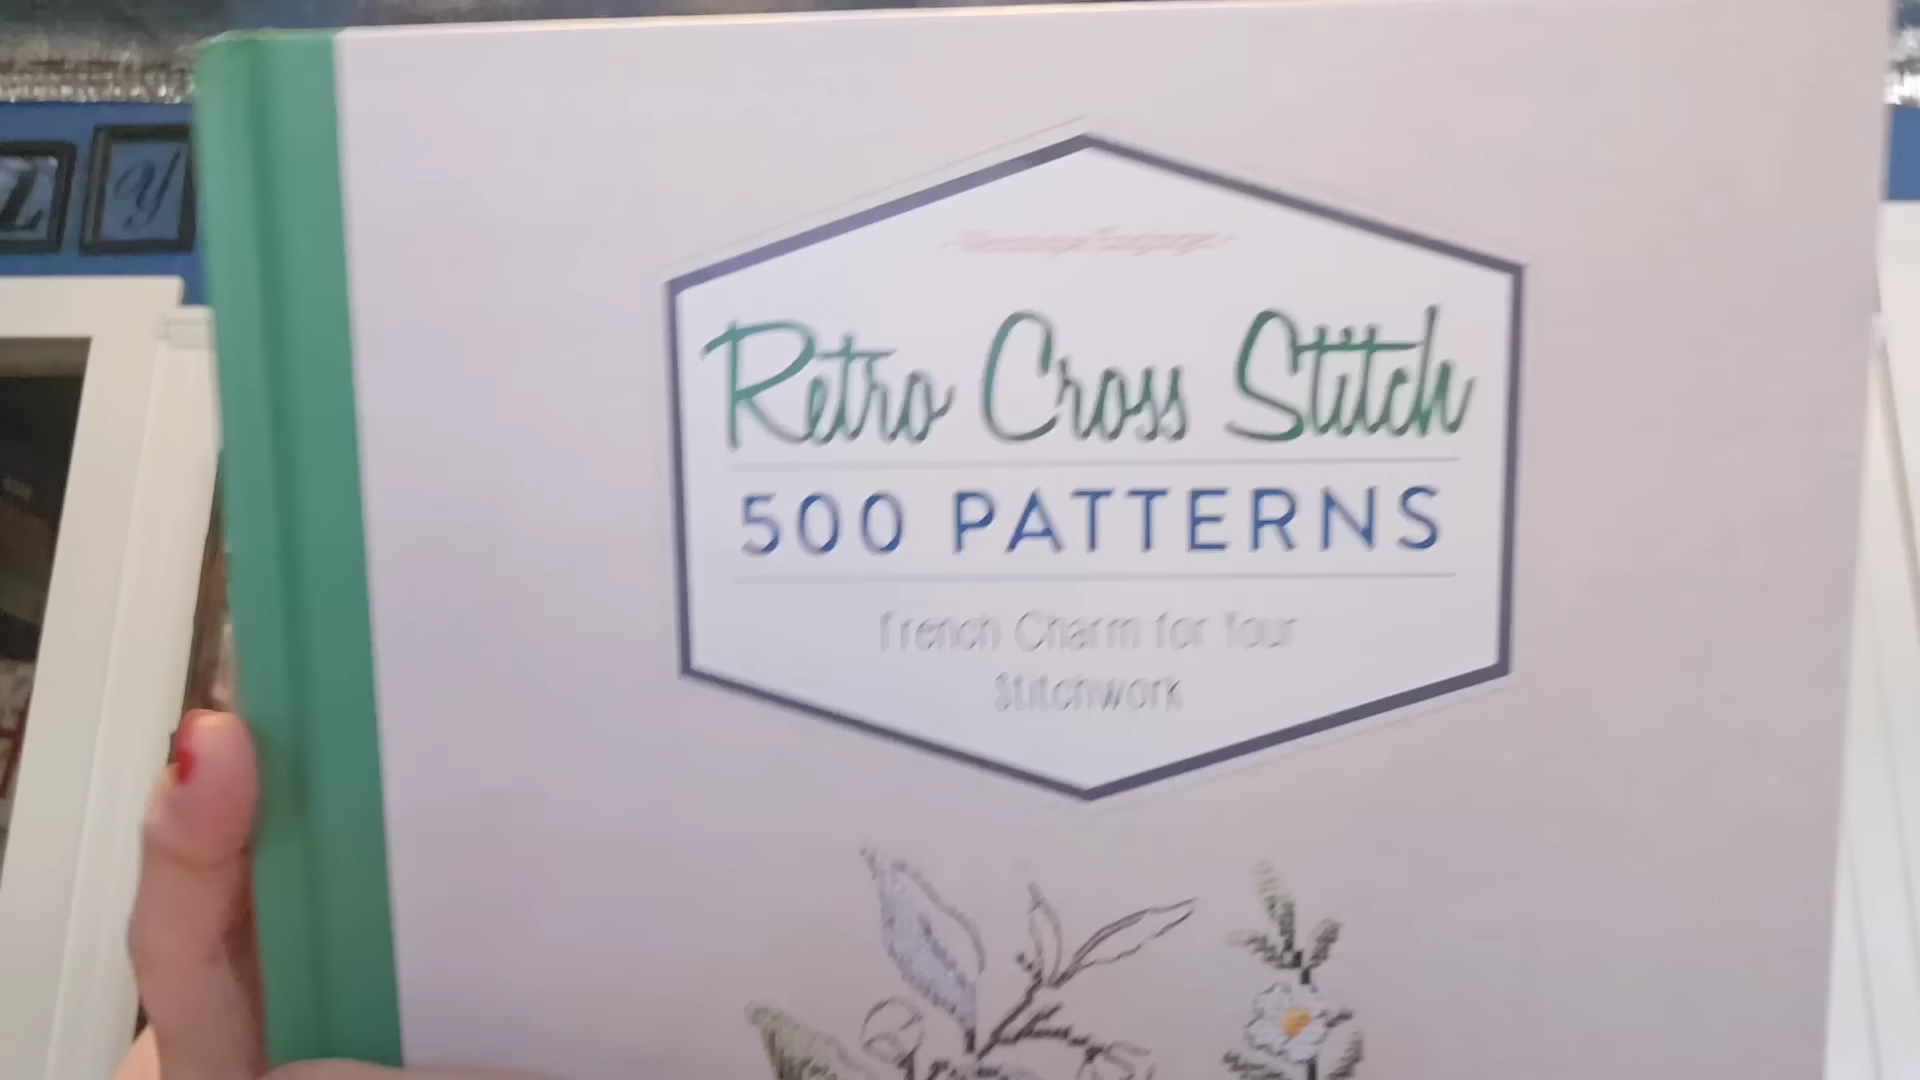 Retro Cross Stitch
500 PATTERNS
French Charm for Your
Stitchwork
L
Y